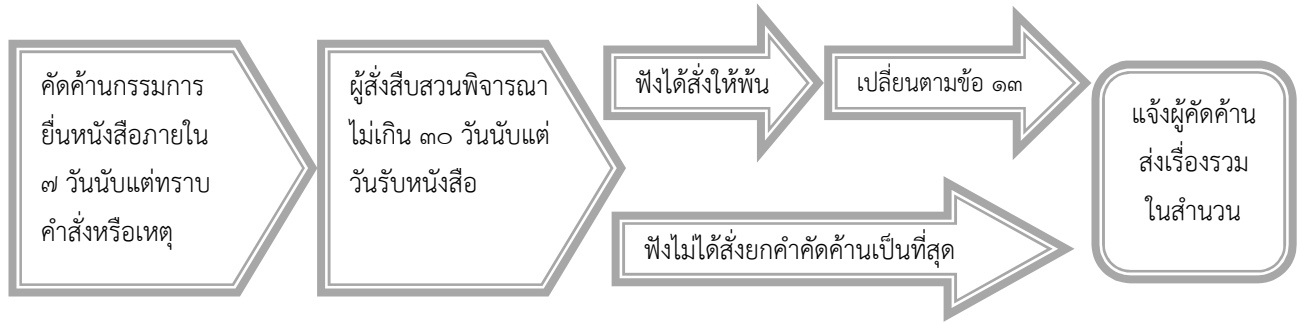 คัดค้านกรรมการ
ยื่นหนังสือภายใน
๗ วันนับแต่ทราบ
คำสั่งหรือเหตุ
ผู้สั่งสืบสวนพิจารณา
ไม่เกิน ๓๐ วันนับแต่
วันรับหนังสือ
ฟังได้สั่งให้พ้น
เปลี่ยนตามข้อ ๑๓
ฟังไม่ได้สั่งยกคำคัดค้านเป็นที่สุด
แจ้งผู้คัดค้าน
ส่งเรื่องรวม
ในสำนวน